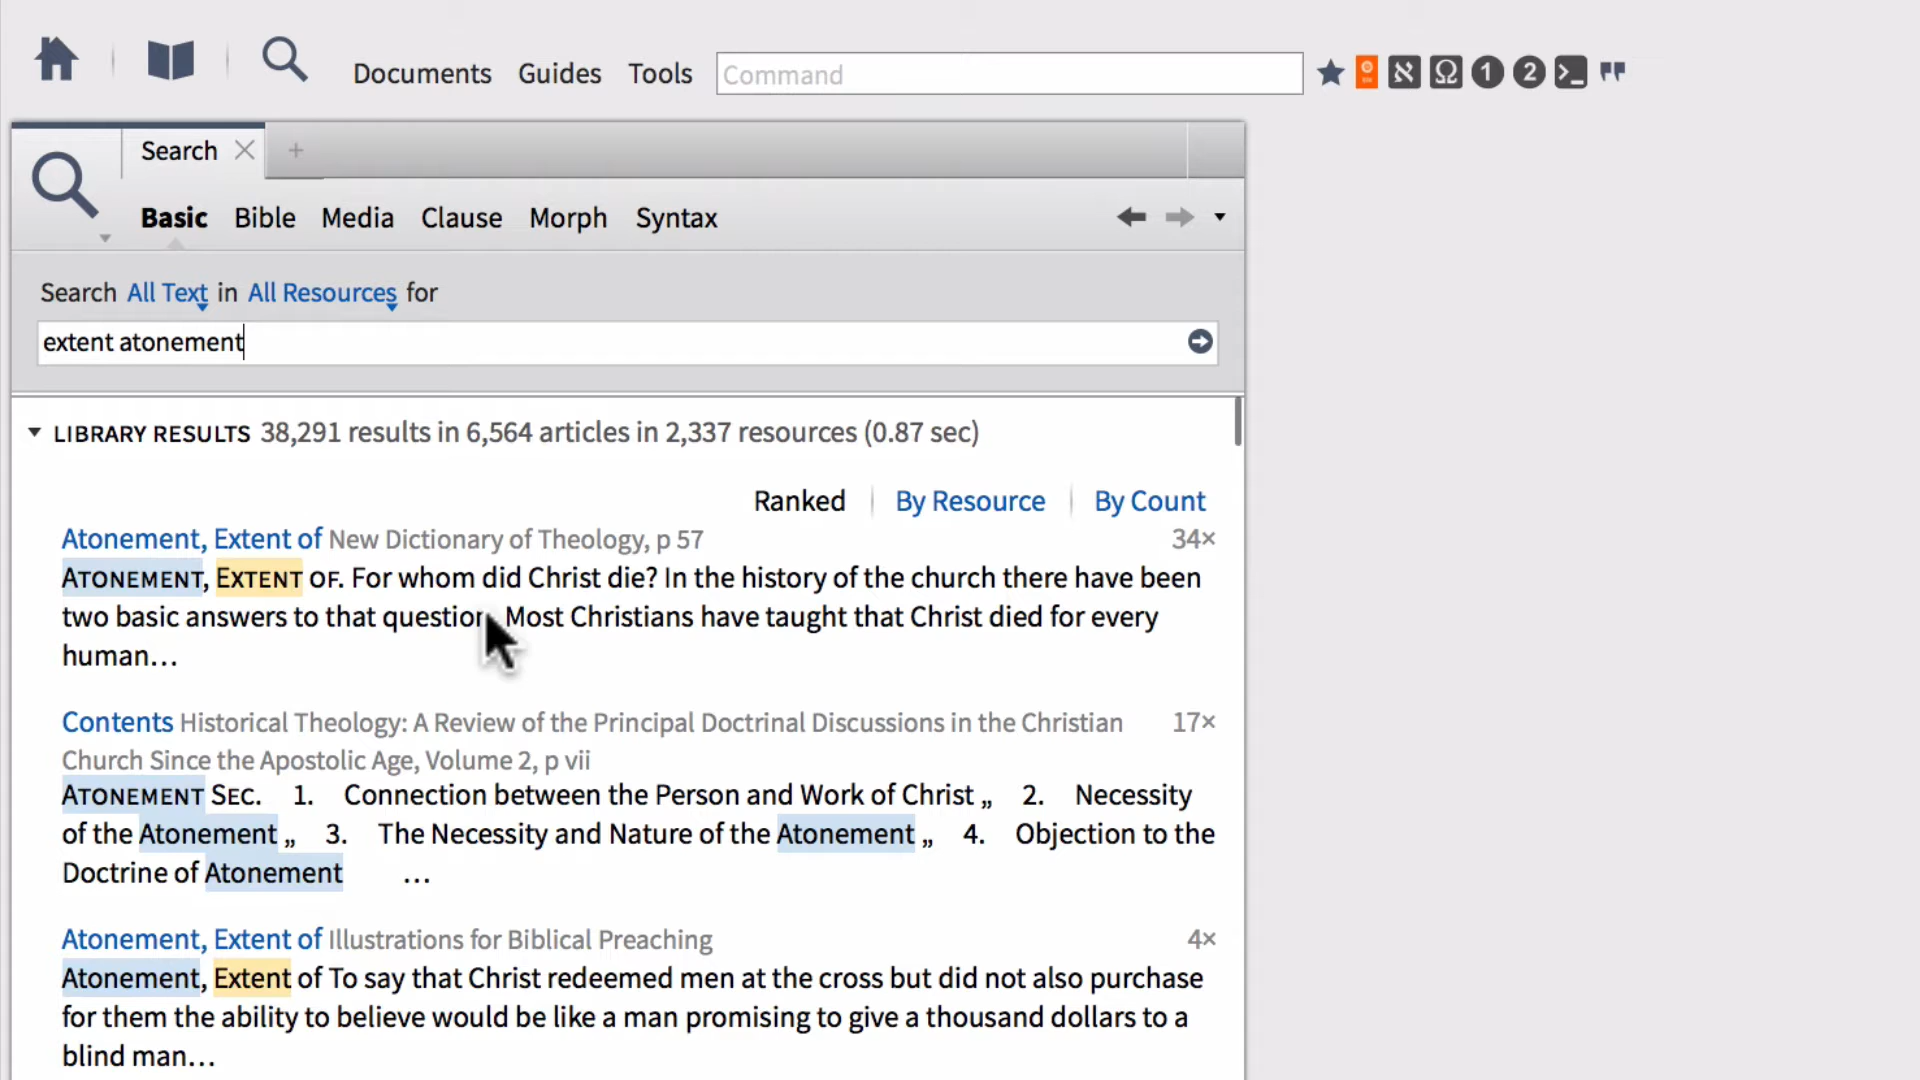 Documents Guides Tools Command ℵ Ω 1 2 >_
Search
Basic Bible Media Clause Morph Syntax
Search All Text in All Resources for
extent atonement
LIBRARY RESULTS 38,291 results in 6,564 articles in 2,337 resources (0.87 sec)
Ranked By Resource By Count
Atonement, Extent of New Dictionary of Theology, p 57 34×
ATONEMENT, EXTENT OF. For whom did Christ die? In the history of the church there have been
two basic answers to that question. Most Christians have taught that Christ died for every
human…
Contents Historical Theology: A Review of the Principal Doctrinal Discussions in the Christian 17×
Church Since the Apostolic Age, Volume 2, p vii
ATONEMENT SEC. 1. Connection between the Person and Work of Christ „ 2. Necessity
of the Atonement „ 3. The Necessity and Nature of the Atonement „ 4. Objection to the
Doctrine of Atonement …
Atonement, Extent of Illustrations for Biblical Preaching 4×
Atonement, Extent of To say that Christ redeemed men at the cross but did not also purchase
for them the ability to believe would be like a man promising to give a thousand dollars to a
blind man…